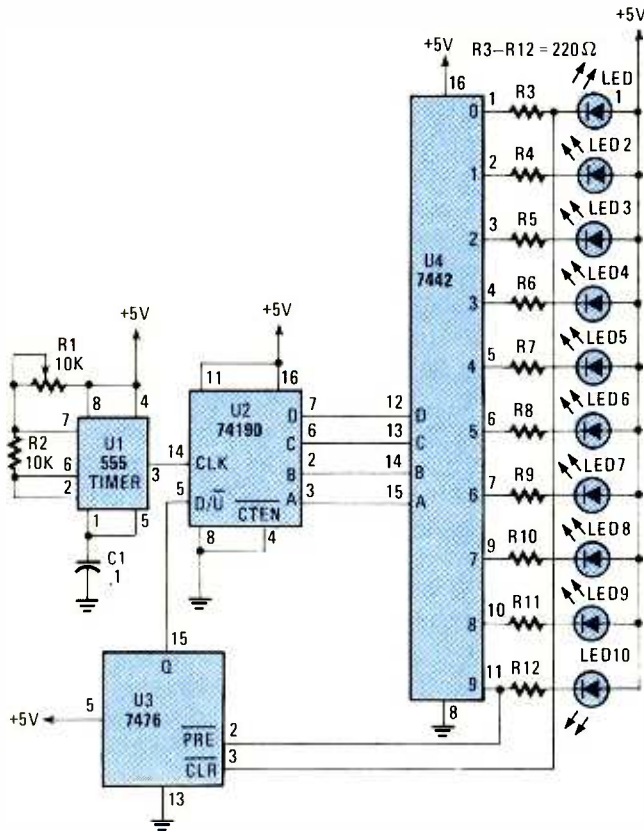 +5V
+5V
R3–R12 = 220Ω
16
0
1
R3
LED
1
1
2
R4
LED2
2
3
R5
LED3
U4
7442
3
4
R6
LED4
4
5
R7
LED5
5
6
R8
LED6
6
7
R9
LED7
7
9
R10
LED8
8
10
R11
LED9
9
11
R12
LED10
8
12
D
13
C
14
B
15
A
+5V
+5V
R1
10K
R2
10K
8
4
7
6
2
U1
555
TIMER
3
1
5
C1
.1
11
16
U2
74190
D
7
C
6
B
2
A
3
14
CLK
5
D/U̅
CTEN
8
4
15
Q
U3
7476
5
+5V
PRE
2
CLR
3
13